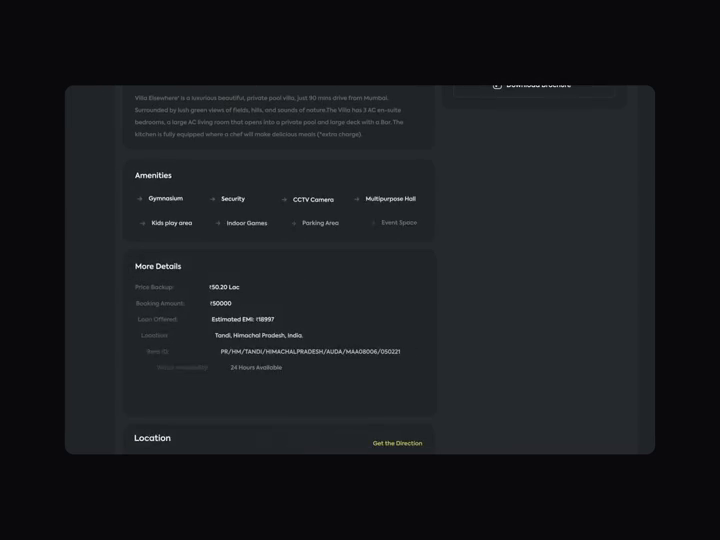 Villa Elsewhere' is a luxurious beautiful, private pool villa, just 90 mins drive from Mumbai.
Surrounded by lush green views of fields, hills, and sounds of nature.The Villa has 3 AC en-suite
bedrooms, a large AC living room that opens into a private pool and large deck with a Bar. The
kitchen is fully equipped where a chef will make delicious meals (*extra charge).
Download Brochure
Amenities
Gymnasium Security CCTV Camera Multipurpose Hall
Kids play area Indoor Games Parking Area Event Space
More Details
Price Backup: ₹50.20 Lac
Booking Amount: ₹50000
Loan Offered: Estimated EMI: ₹18997
Location: Tandi, Himachal Pradesh, India.
Item ID: PR/HM/TANDI/HIMACHALPRADESH/AUDA/MAA08006/050221
24 Hours Available
Location
Get the Direction